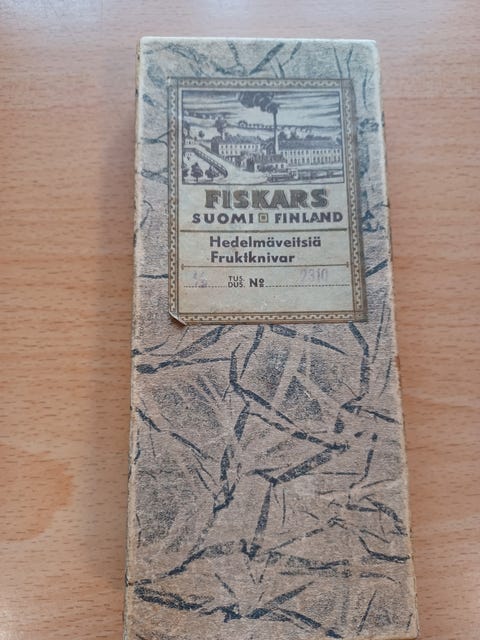 FISKARS
SUOMI FINLAND
Hedelmäveitsiä
Fruktknivar
TUS.
DUS. No 2310